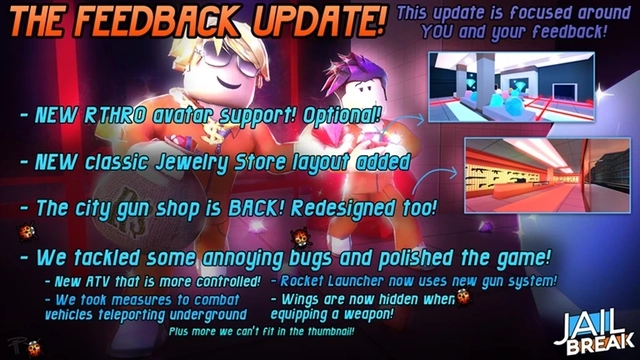 THE FEEDBACK UPDATE!
This update is focused around
YOU and your feedback!
- NEW RTHRO avatar support! Optional!
- NEW classic Jewelry Store layout added
- The city gun shop is BACK! Redesigned too!
- We tackled some annoying bugs and polished the game!
- New ATV that is more controlled!
- We took measures to combat
vehicles teleporting underground
- Rocket Launcher now uses new gun system!
- Wings are now hidden when
equipping a weapon!
Plus more we can't fit in the thumbnail!
JAIL
BREAK